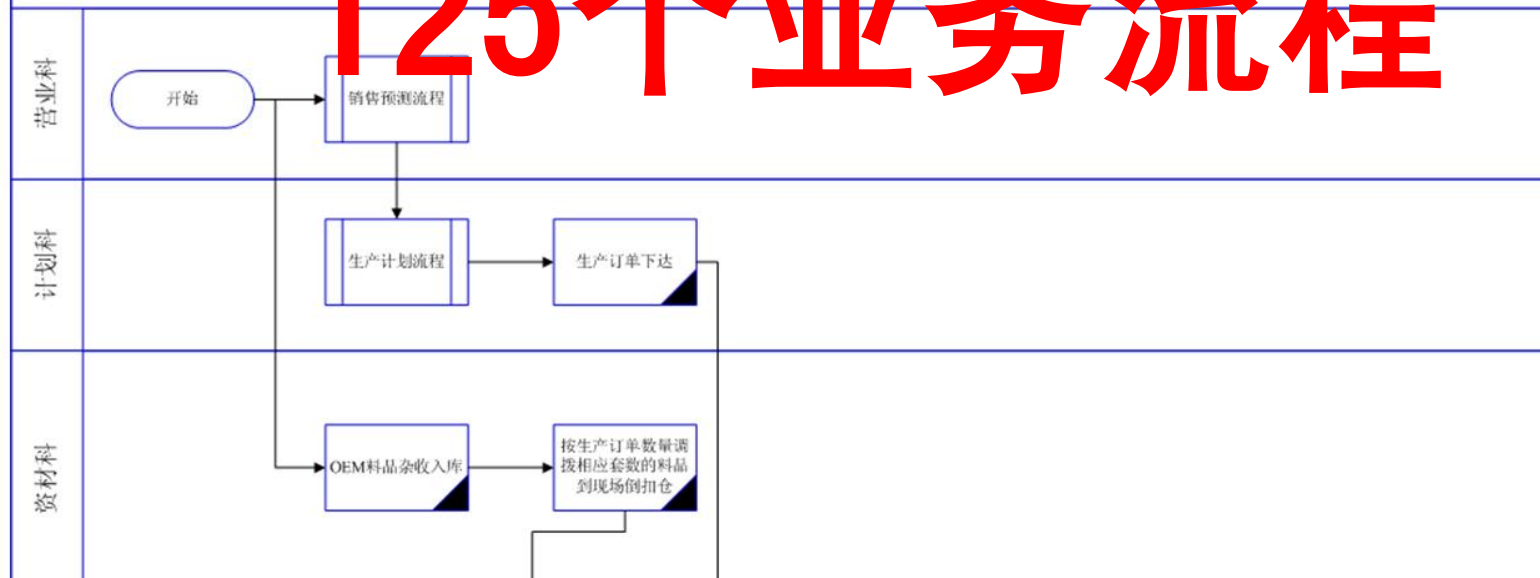 125个业务流程
营业科
开始
销售预测流程
计划科
生产计划流程
生产订单下达
资材科
OEM料品杂收入库
按生产订单数量调
拨相应套数的料品
到现场倒扣仓